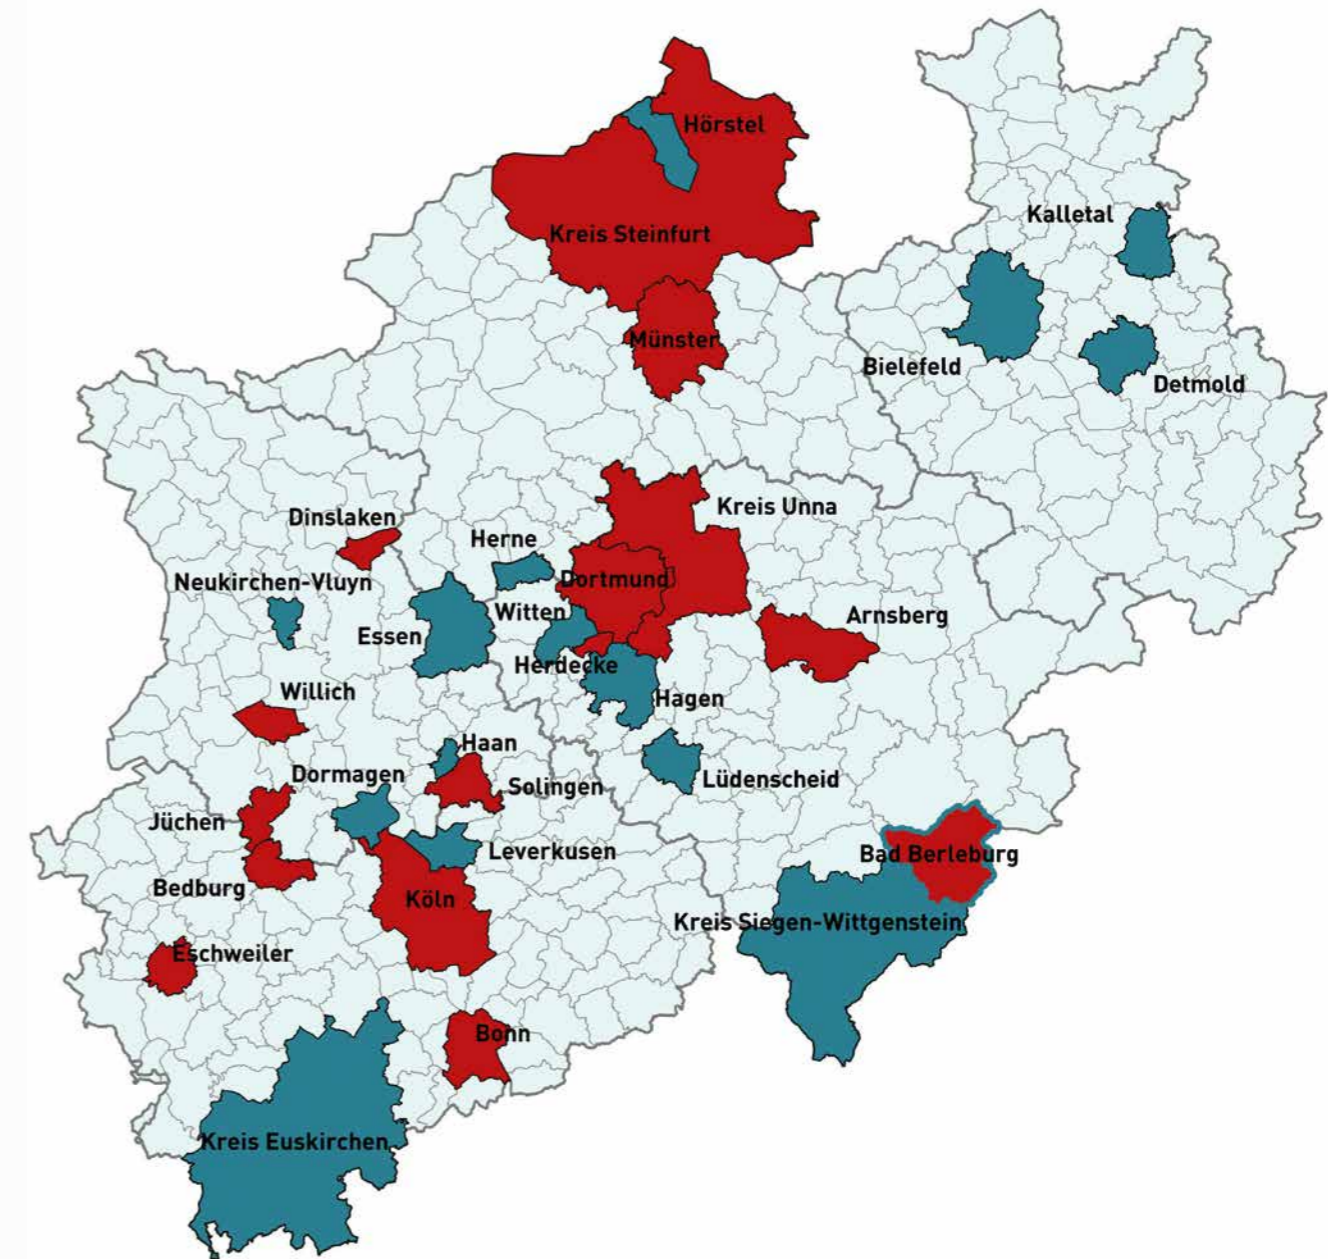 Hörstel
Kalletal
Kreis Steinfurt
Münster
Bielefeld
Detmold
Kreis Unna
Dinslaken
Herne
Dortmund
Neukirchen-Vluyn
Witten
Arnsberg
Essen
Herdecke
Willich
Hagen
Haan
Dormagen
Lüdenscheid
Solingen
Jüchen
Leverkusen
Bad Berleburg
Bedburg
Köln
Kreis Siegen-Wittgenstein
Eschweiler
Bonn
Kreis Euskirchen